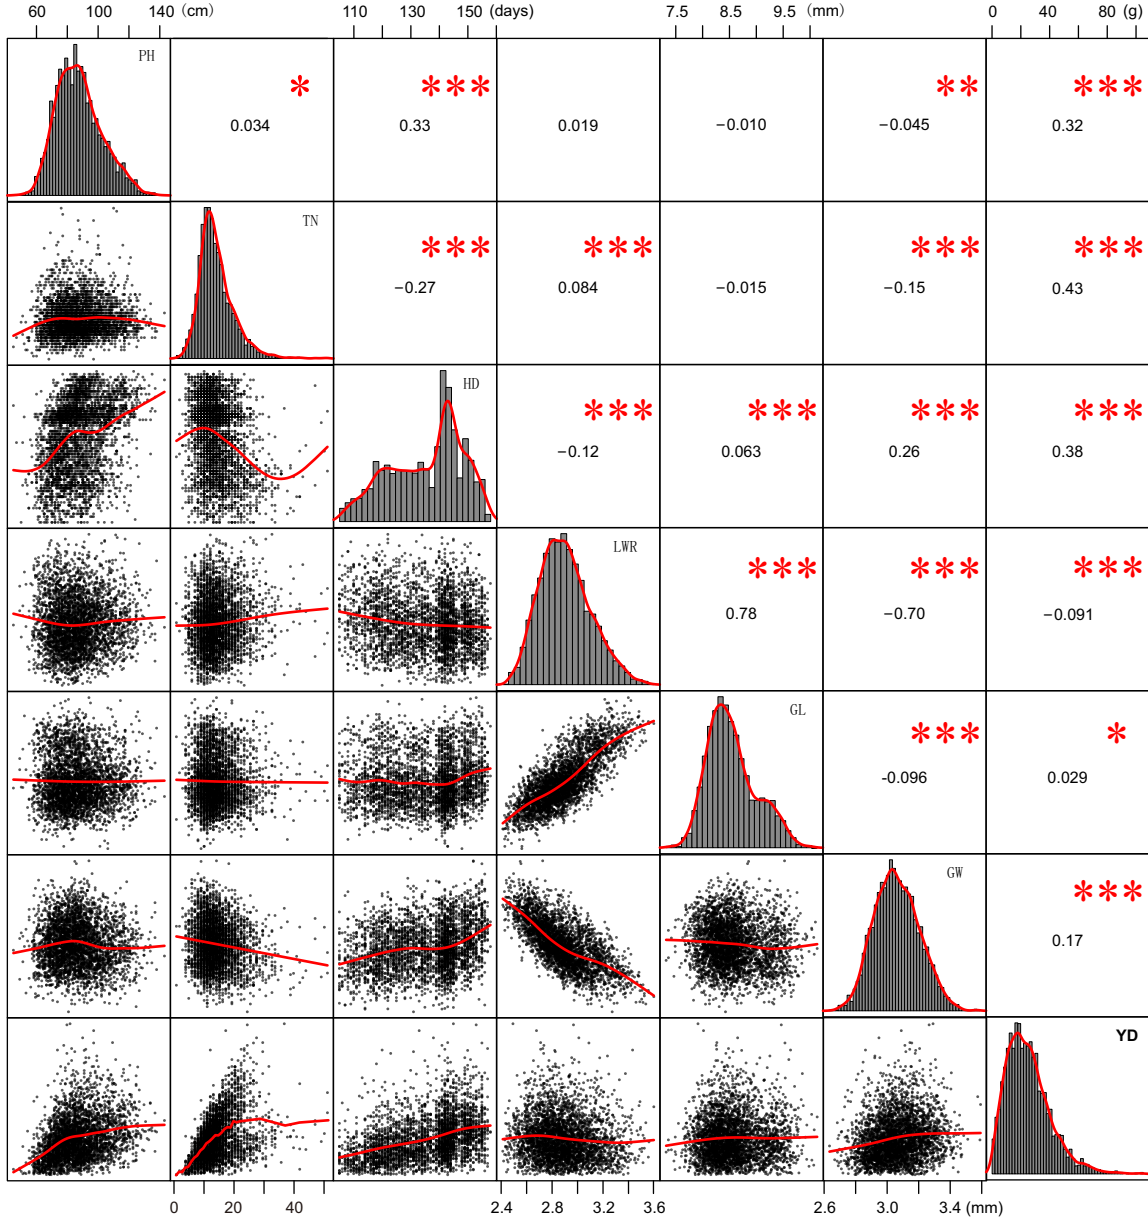 60 100 140 (cm) 110 130 150 (days) 7.5 8.5 9.5 (mm) 0 40 80 (g)
PH * *** ** ***
0.034 0.33 0.019 −0.010 −0.045 0.32
TN *** *** *** ***
−0.27 0.084 −0.015 −0.15 0.43
HD *** *** *** ***
−0.12 0.063 0.26 0.38
LWR *** *** ***
0.78 −0.70 −0.091
GL *** *
-0.096 0.029
GW ***
0.17
YD
0 20 40 2.4 2.8 3.2 3.6 2.6 3.0 3.4 (mm)